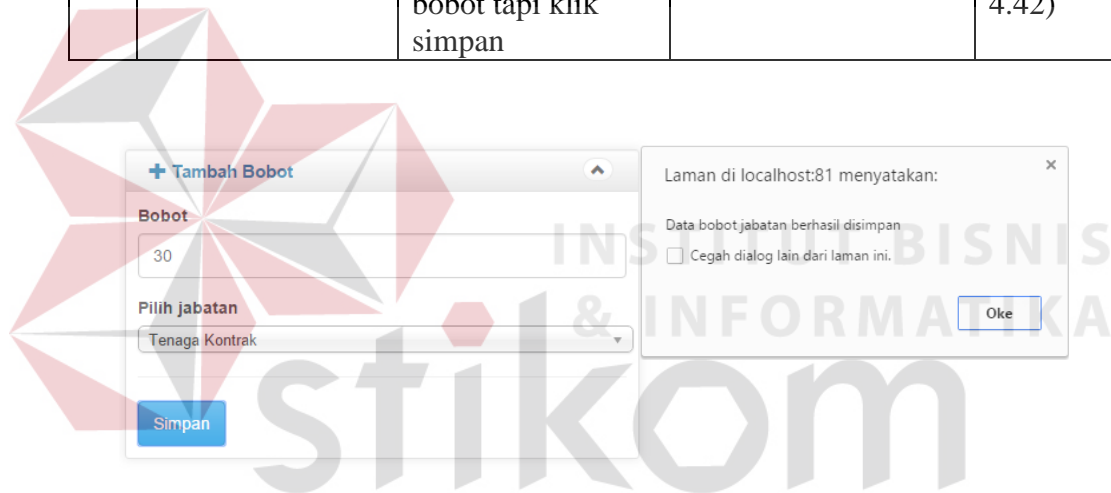 bobot tapi klik
simpan
4.42)
Tambah Bobot
Bobot
30
Pilih jabatan
Tenaga Kontrak
Simpan
Laman di localhost:81 menyatakan:
Data bobot jabatan berhasil disimpan
Cegah dialog lain dari laman ini.
Oke
INSTITUT BISNIS
& INFORMATIKA
stikom